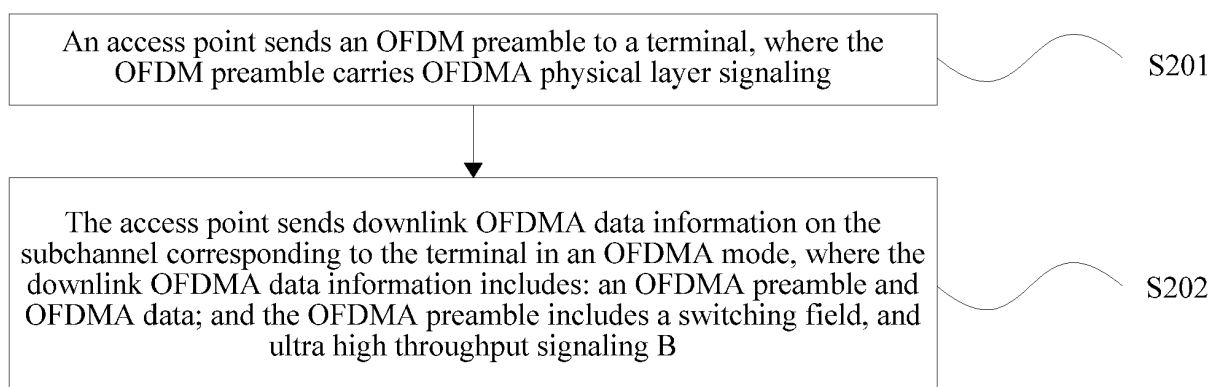 An access point sends an OFDM preamble to a terminal, where the
OFDM preamble carries OFDMA physical layer signaling
S201
The access point sends downlink OFDMA data information on the
subchannel corresponding to the terminal in an OFDMA mode, where the
downlink OFDMA data information includes: an OFDMA preamble and
OFDMA data; and the OFDMA preamble includes a switching field, and
ultra high throughput signaling B
S202